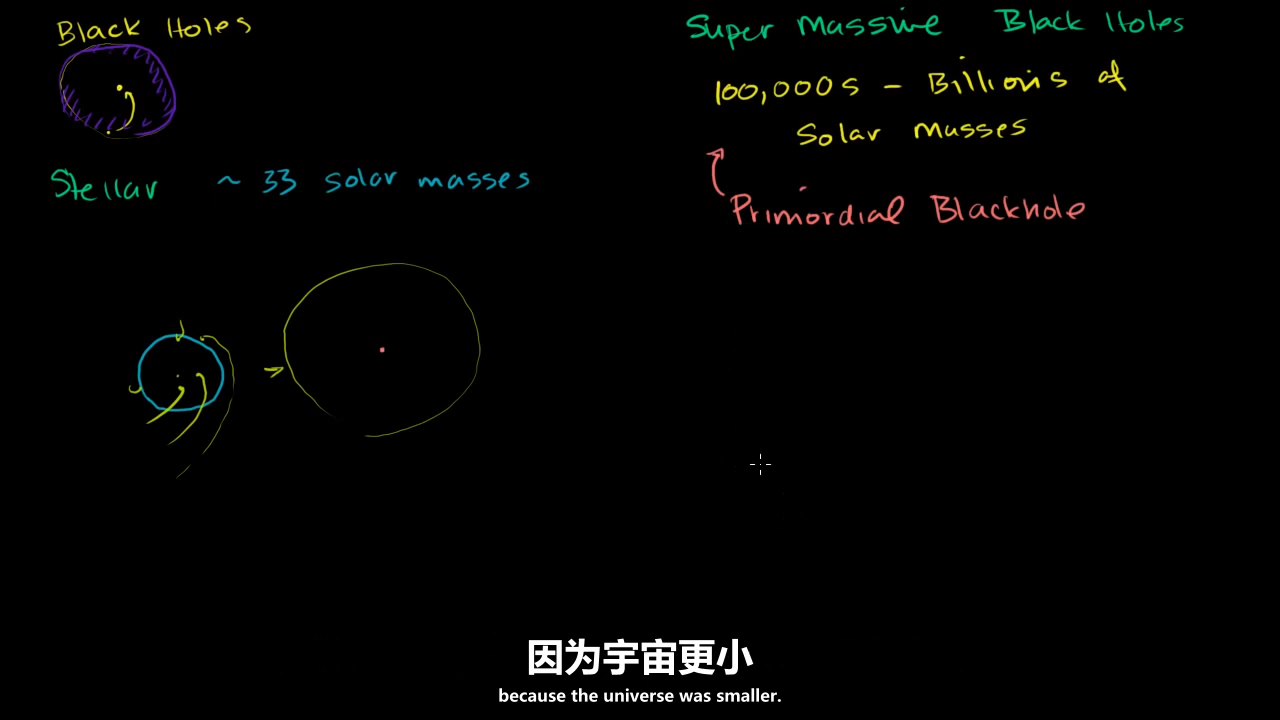 Black Holes
Stellar ~ 33 solar masses
Super Massive Black Holes
100,000s - Billions of
Solar Masses
Primordial Blackhole
因为宇宙更小
because the universe was smaller.